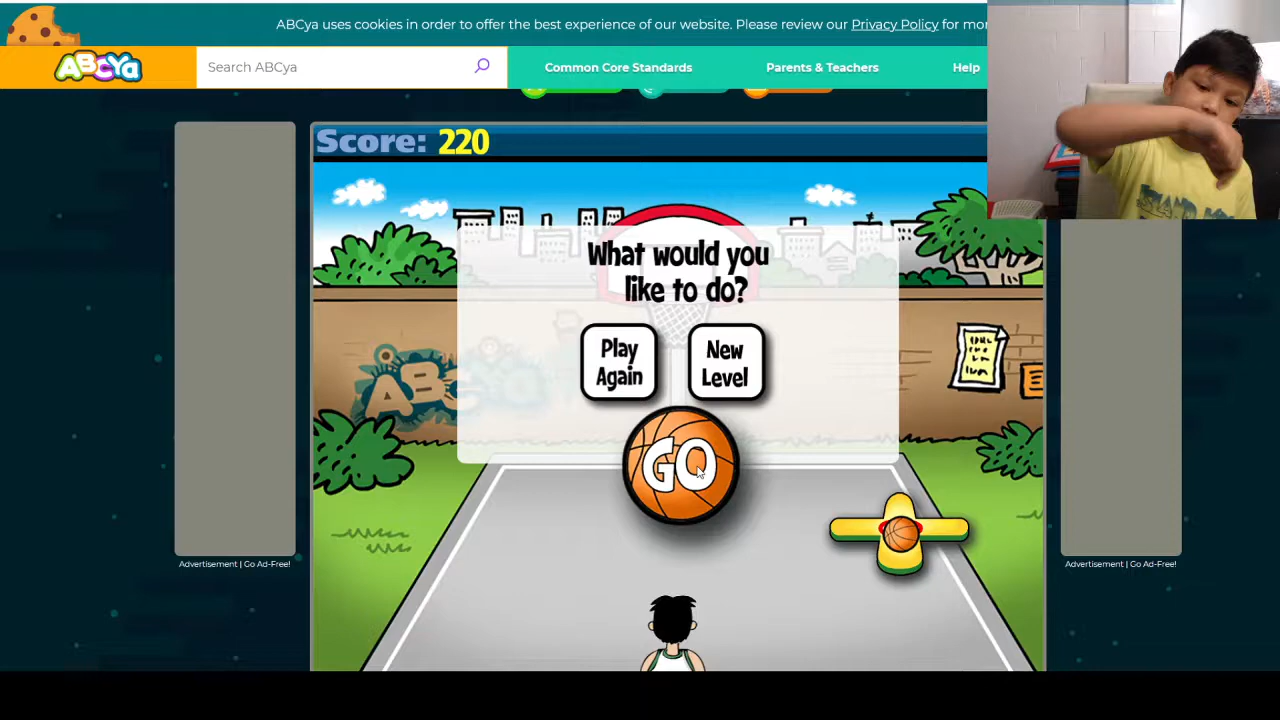 ABCya uses cookies in order to offer the best experience of our website. Please review our Privacy Policy for mor
ABCYa
Search ABCya
Common Core Standards
Parents & Teachers
Help
Score: 220
What would you
like to do?
Play
Again
New
Level
ABC
GO
Advertisement | Go Ad-Free!
Advertisement | Go Ad-Free!